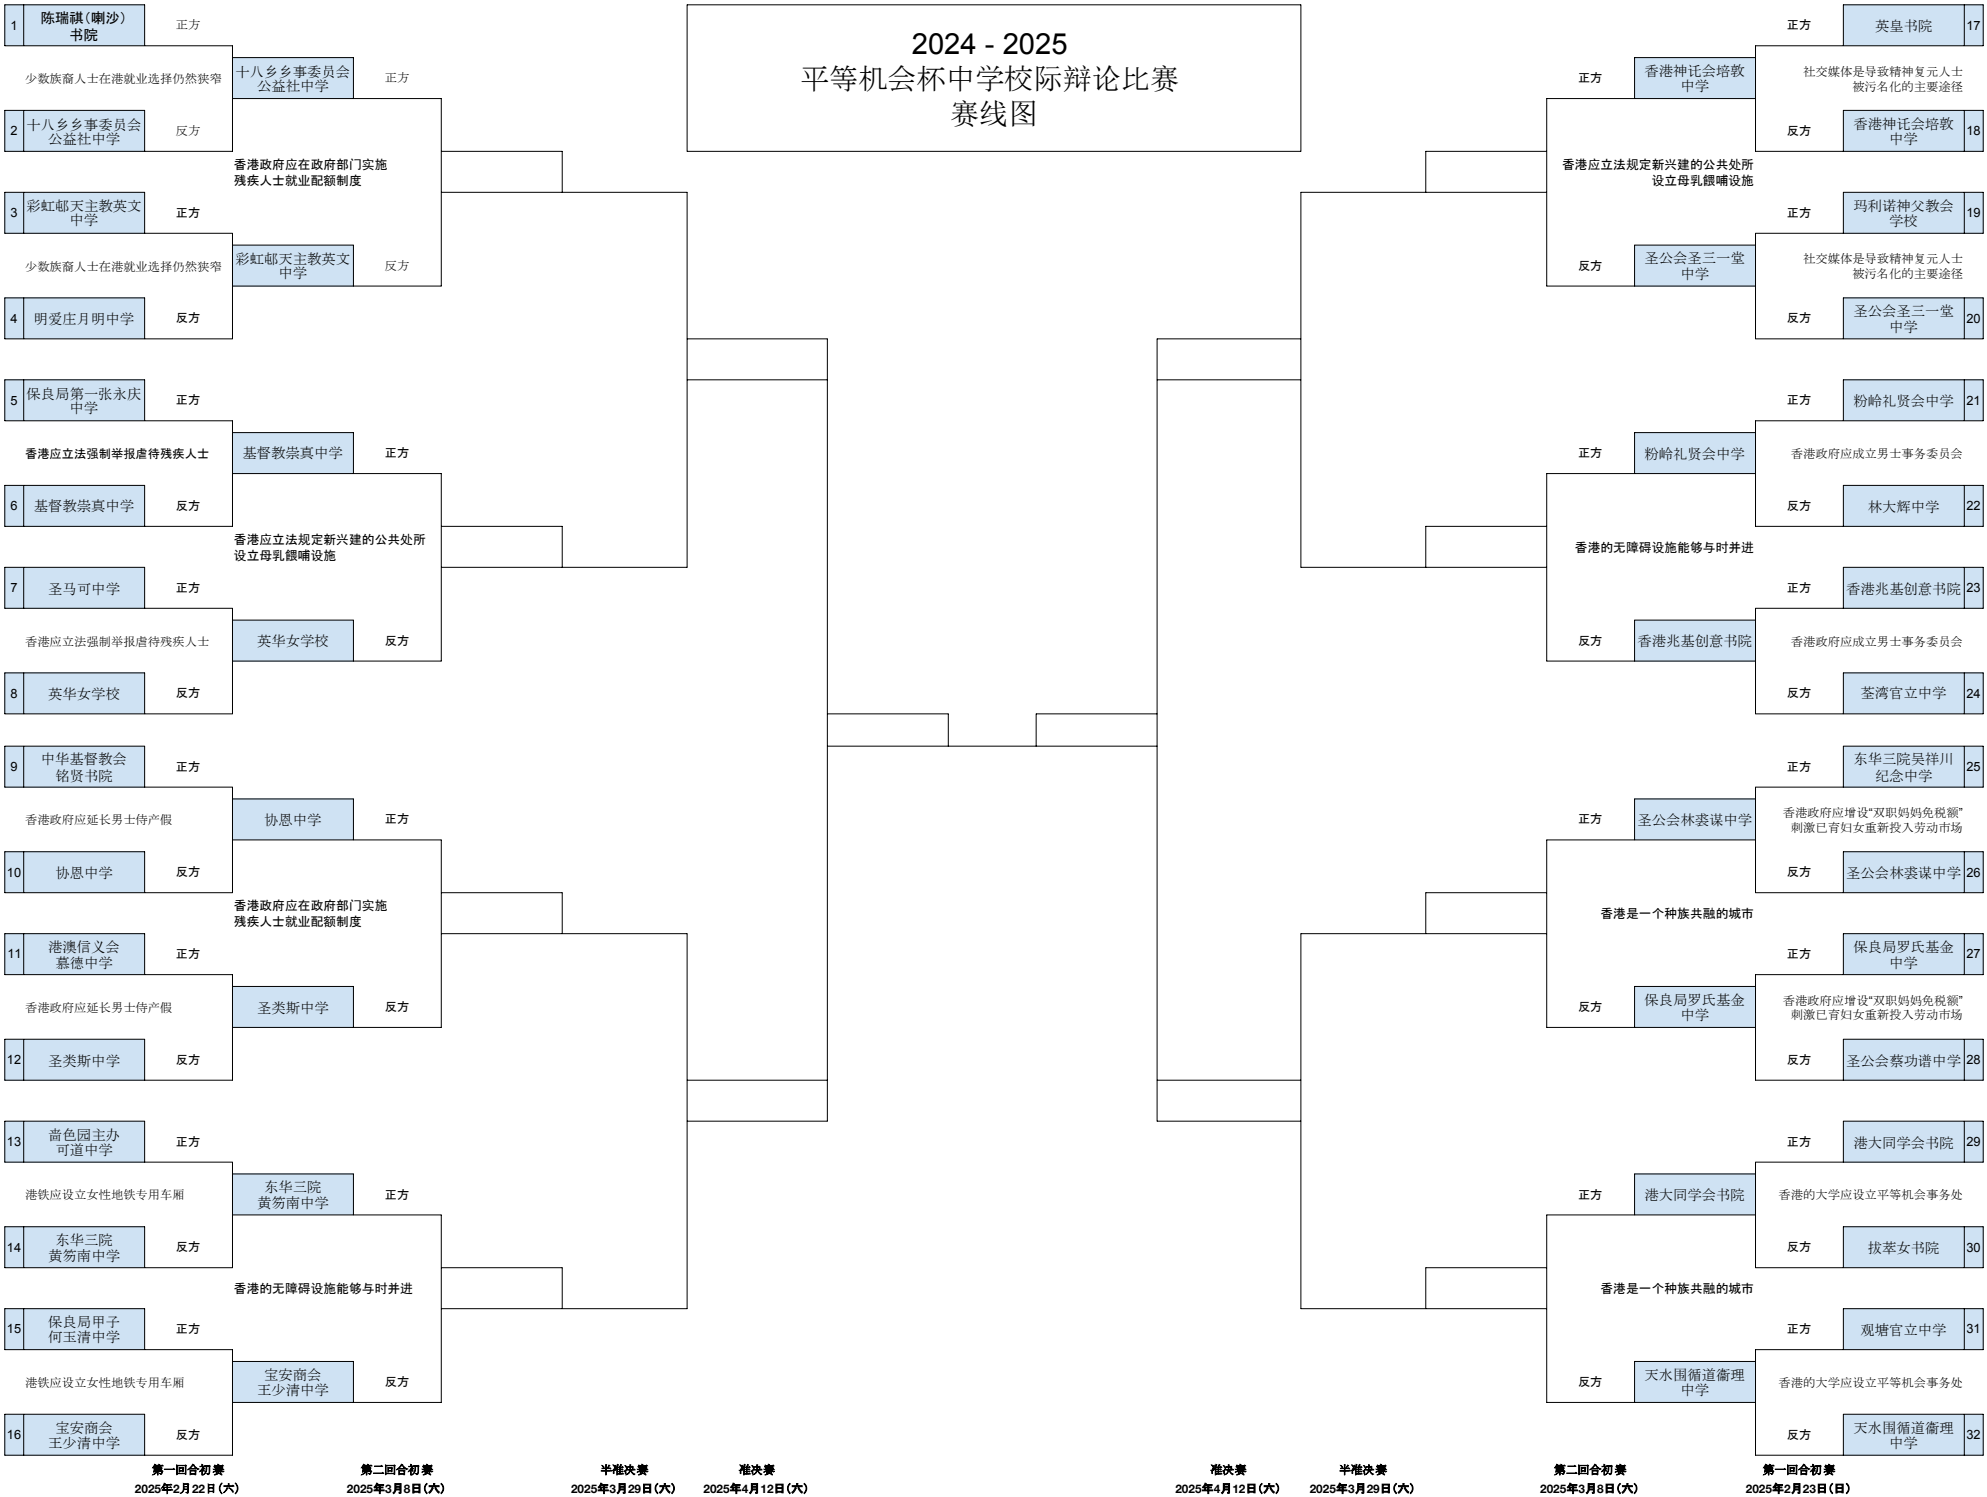 2024 - 2025
平等机会杯中学校际辩论比赛
赛线图
1
陈瑞祺（喇沙）
书院
正方
少数族裔人士在港就业选择仍然狭窄
2
十八乡乡事委员会
公益社中学
反方
十八乡乡事委员会
公益社中学
正方
香港政府应在政府部门实施
残疾人士就业配额制度
3
彩虹邨天主教英文
中学
正方
少数族裔人士在港就业选择仍然狭窄
4
明爱庄月明中学
反方
彩虹邨天主教英文
中学
反方
5
保良局第一张永庆
中学
正方
香港应立法强制举报虐待残疾人士
6
基督教崇真中学
反方
基督教崇真中学
正方
香港应立法规定新兴建的公共处所
设立母乳餵哺设施
7
圣马可中学
正方
香港应立法强制举报虐待残疾人士
8
英华女学校
反方
英华女学校
反方
9
中华基督教会
铭贤书院
正方
香港政府应延长男士侍产假
10
协恩中学
反方
协恩中学
正方
香港政府应在政府部门实施
残疾人士就业配额制度
11
港澳信义会
慕德中学
正方
香港政府应延长男士侍产假
12
圣类斯中学
反方
圣类斯中学
反方
13
啬色园主办
可道中学
正方
港铁应设立女性地铁专用车厢
14
东华三院
黄笏南中学
反方
东华三院
黄笏南中学
正方
香港的无障碍设施能够与时并进
15
保良局甲子
何玉清中学
正方
港铁应设立女性地铁专用车厢
16
宝安商会
王少清中学
反方
宝安商会
王少清中学
反方
正方
英皇书院
17
社交媒体是导致精神复元人士
被污名化的主要途径
反方
香港神讬会培敦
中学
18
正方
香港神讬会培敦
中学
香港应立法规定新兴建的公共处所
设立母乳餵哺设施
正方
玛利诺神父教会
学校
19
社交媒体是导致精神复元人士
被污名化的主要途径
反方
圣公会圣三一堂
中学
20
反方
圣公会圣三一堂
中学
正方
粉岭礼贤会中学
21
香港政府应成立男士事务委员会
反方
林大辉中学
22
正方
粉岭礼贤会中学
香港的无障碍设施能够与时并进
正方
香港兆基创意书院
23
香港政府应成立男士事务委员会
反方
荃湾官立中学
24
反方
香港兆基创意书院
正方
东华三院吴祥川
纪念中学
25
香港政府应增设“双职妈妈免税额”
刺激已育妇女重新投入劳动市场
反方
圣公会林裘谋中学
26
正方
圣公会林裘谋中学
香港是一个种族共融的城市
正方
保良局罗氏基金
中学
27
香港政府应增设“双职妈妈免税额”
刺激已育妇女重新投入劳动市场
反方
圣公会蔡功谱中学
28
反方
保良局罗氏基金
中学
正方
港大同学会书院
29
香港的大学应设立平等机会事务处
反方
拔萃女书院
30
正方
港大同学会书院
香港是一个种族共融的城市
正方
观塘官立中学
31
香港的大学应设立平等机会事务处
反方
天水围循道衞理
中学
32
反方
天水围循道衞理
中学
第一回合初赛
2025年2月22日（六）
第二回合初赛
2025年3月8日（六）
半准决赛
2025年3月29日（六）
准决赛
2025年4月12日（六）
准决赛
2025年4月12日（六）
半准决赛
2025年3月29日（六）
第二回合初赛
2025年3月8日（六）
第一回合初赛
2025年2月23日（日）